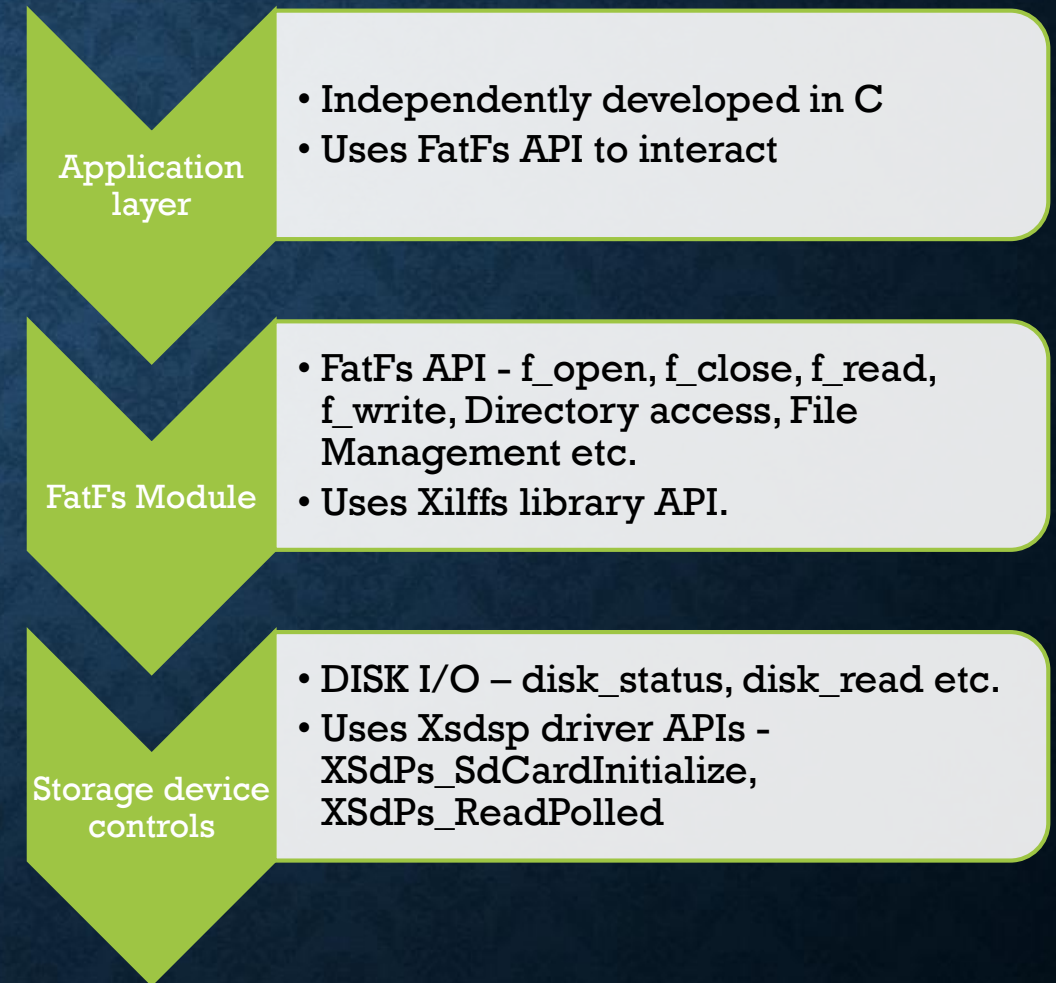 Application
layer
• Independently developed in C
• Uses FatFs API to interact
FatFs Module
• FatFs API - f_open, f_close, f_read,
f_write, Directory access, File
Management etc.
• Uses Xilffs library API.
Storage device
controls
• DISK I/O – disk_status, disk_read etc.
• Uses Xsdsp driver APIs -
XSdPs_SdCardInitialize,
XSdPs_ReadPolled